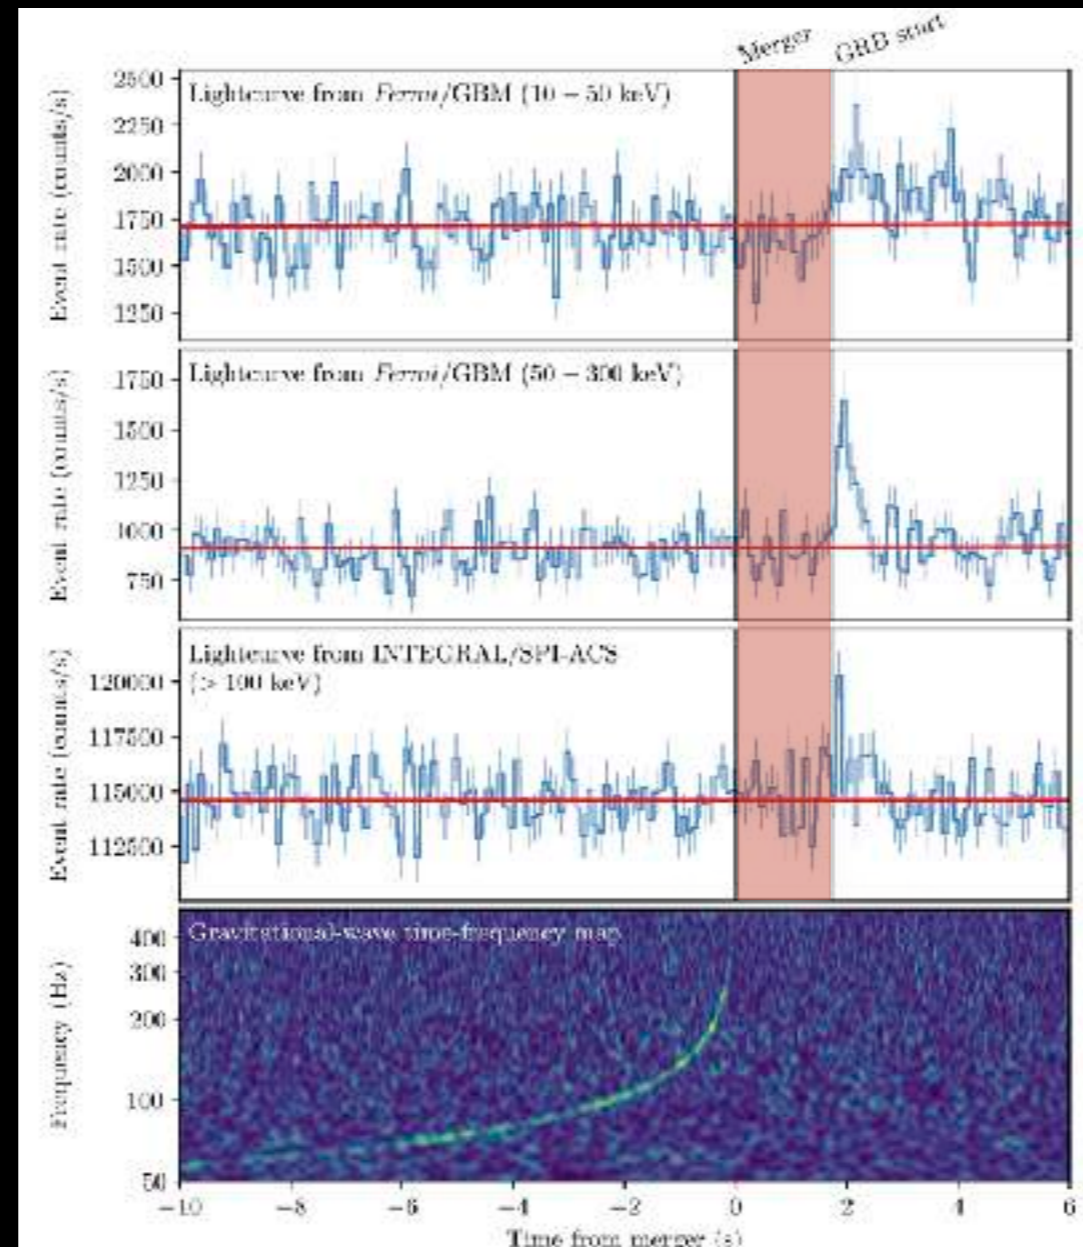 Merger GRB start
Lightcurve from Fermi/GBM (10 − 50 keV)
Event rate (counts/s)
2500
2250
2000
1750
1500
1250
Lightcurve from Fermi/GBM (50 − 300 keV)
Event rate (counts/s)
1750
1500
1250
1000
750
Lightcurve from INTEGRAL/SPI-ACS
(> 100 keV)
Event rate (counts/s)
120000
117500
115000
112500
Gravitational-wave time-frequency map
Frequency (Hz)
400
300
200
100
50
−10 −8 −6 −4 −2 0 2 4 6
Time from merger (s)